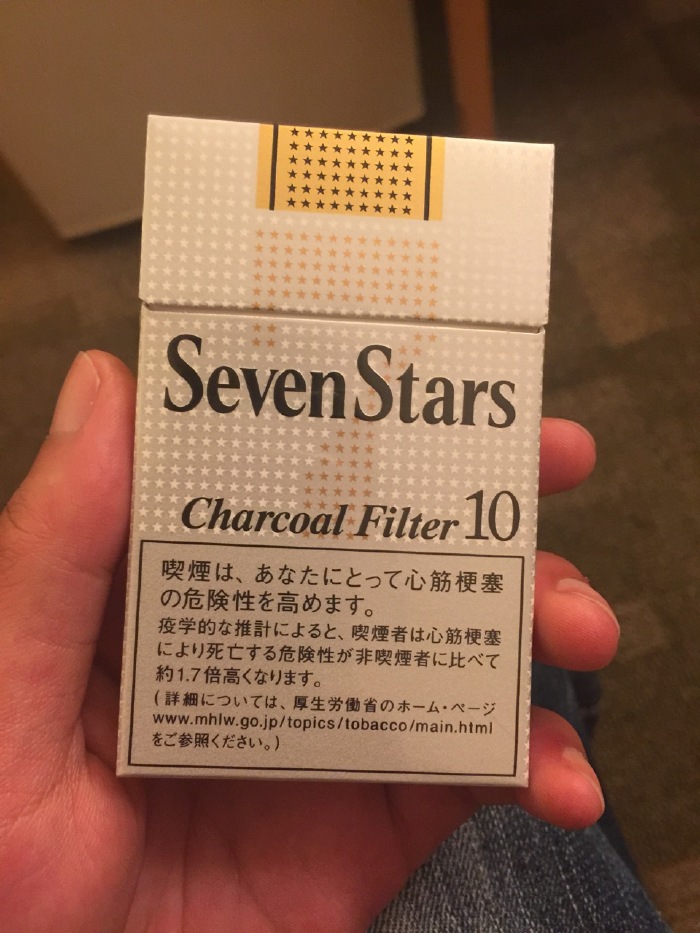 SevenStars
Charcoal Filter 10
喫煙は、あなたにとって心筋梗塞
の危険性を高めます。
疫学的な推計によると、喫煙者は心筋梗塞
により死亡する危険性が非喫煙者に比べて
約1.7倍高くなります。
(詳細については、厚生労働省のホーム・ページ
www.mhlw.go.jp/topics/tobacco/main.html
をご参照ください。)